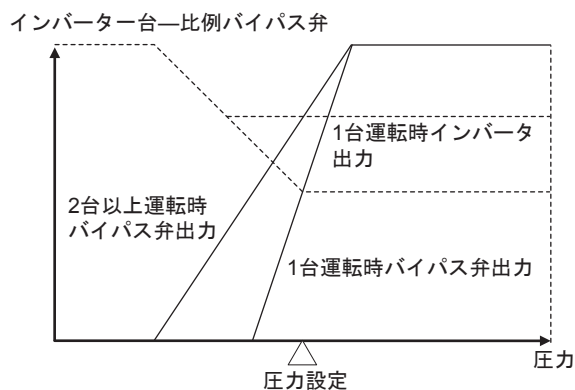 インバーター台―比例バイパス弁
1台運転時インバータ
出力
2台以上運転時
バイパス弁出力
1台運転時バイパス弁出力
圧力
圧力設定